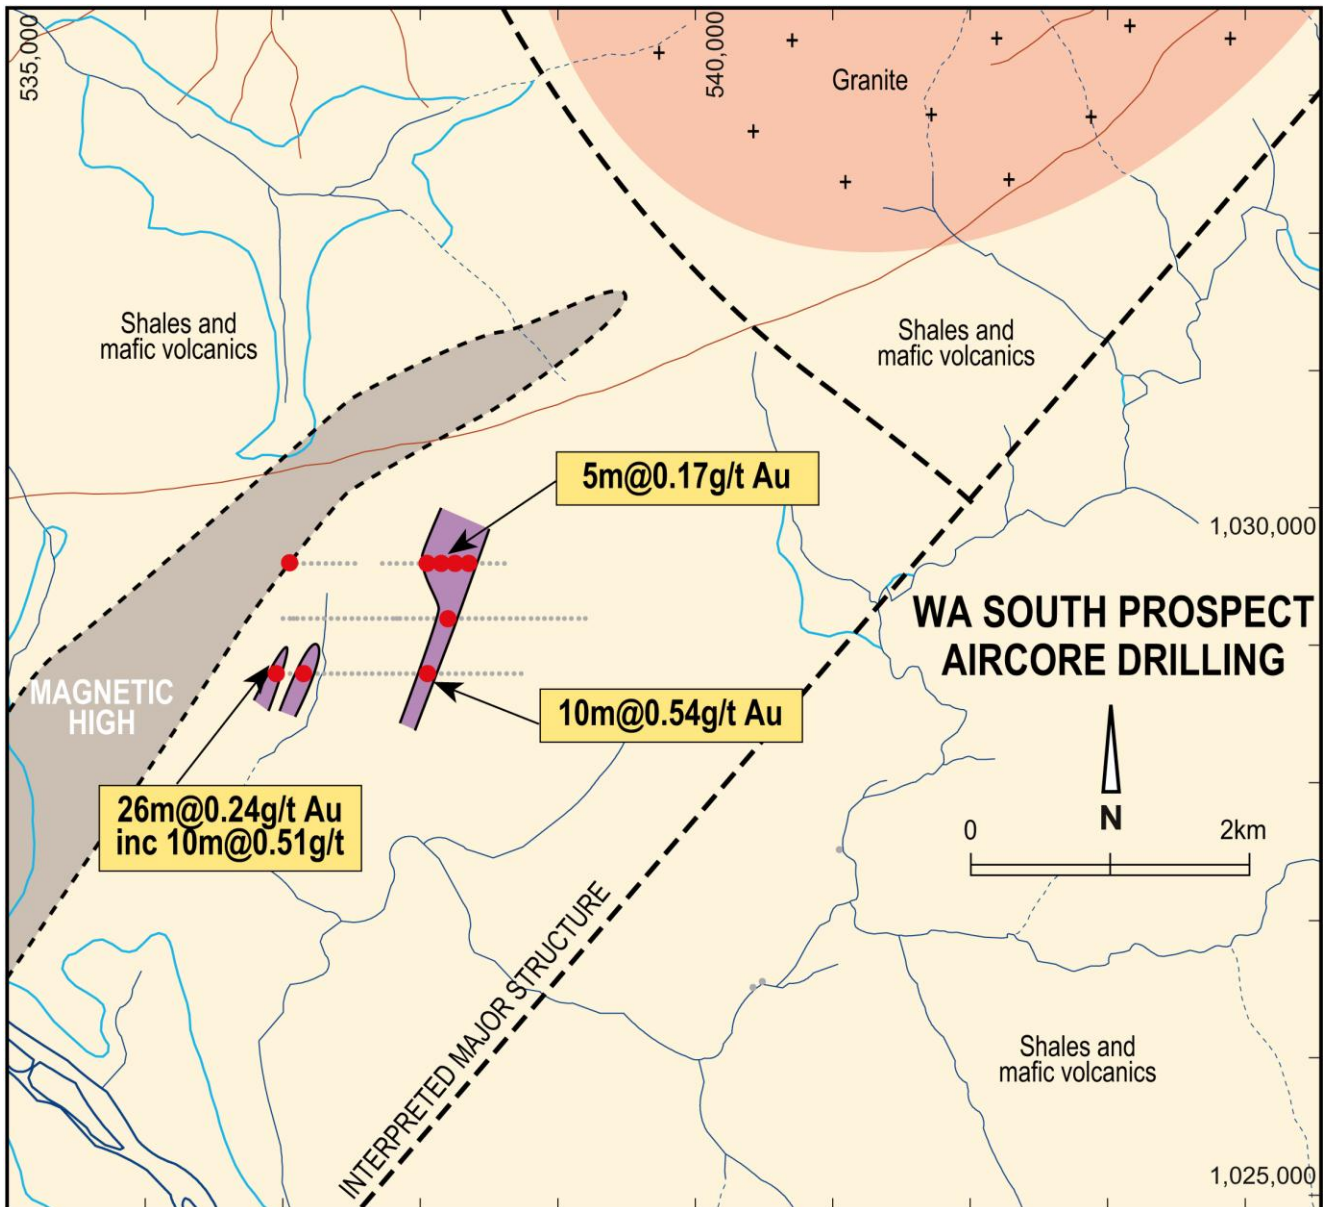 535,000
540,000
Granite
Shales and
mafic volcanics
Shales and
mafic volcanics
5m@0.17g/t Au
1,030,000
WA SOUTH PROSPECT
AIRCORE DRILLING
MAGNETIC
HIGH
10m@0.54g/t Au
26m@0.24g/t Au
inc 10m@0.51g/t
N
0
2km
INTERPRETED MAJOR STRUCTURE
Shales and
mafic volcanics
1,025,000